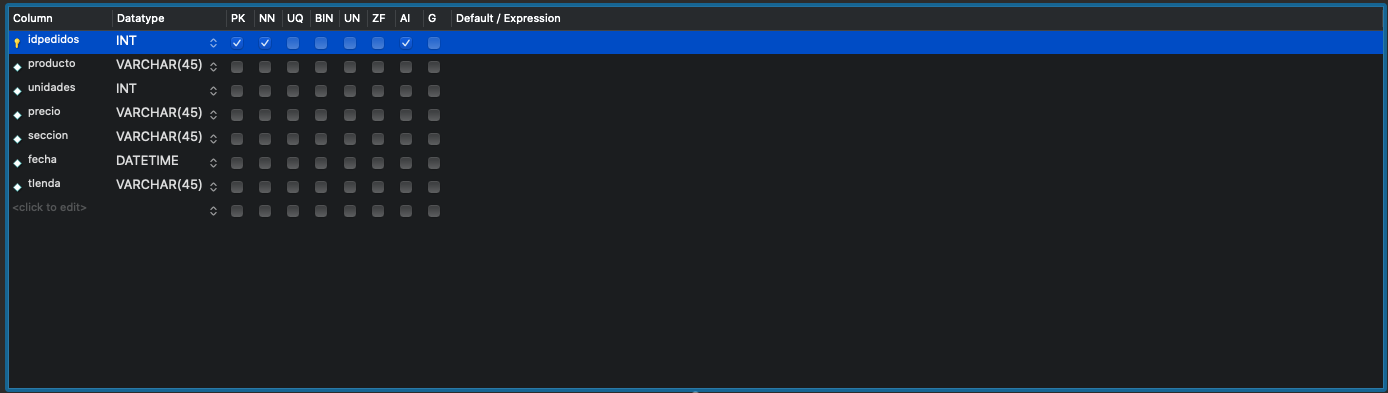 Column Datatype PK NN UQ BIN UN ZF AI G Default / Expression
idpedidos INT
producto VARCHAR(45)
unidades INT
precio VARCHAR(45)
seccion VARCHAR(45)
fecha DATETIME
tlenda VARCHAR(45)
<click to edit>